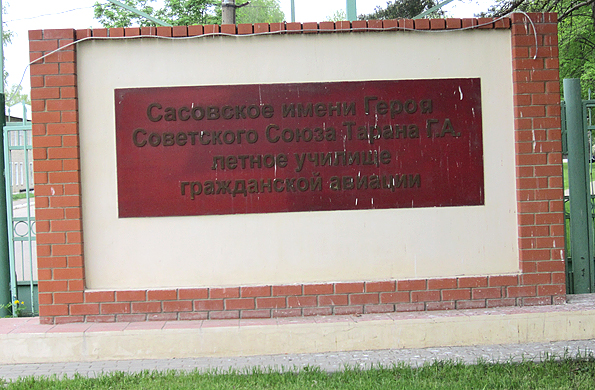 Сасовское имени Героя
Советского Союза Тарана Г.А.
летное училище
гражданской авиации